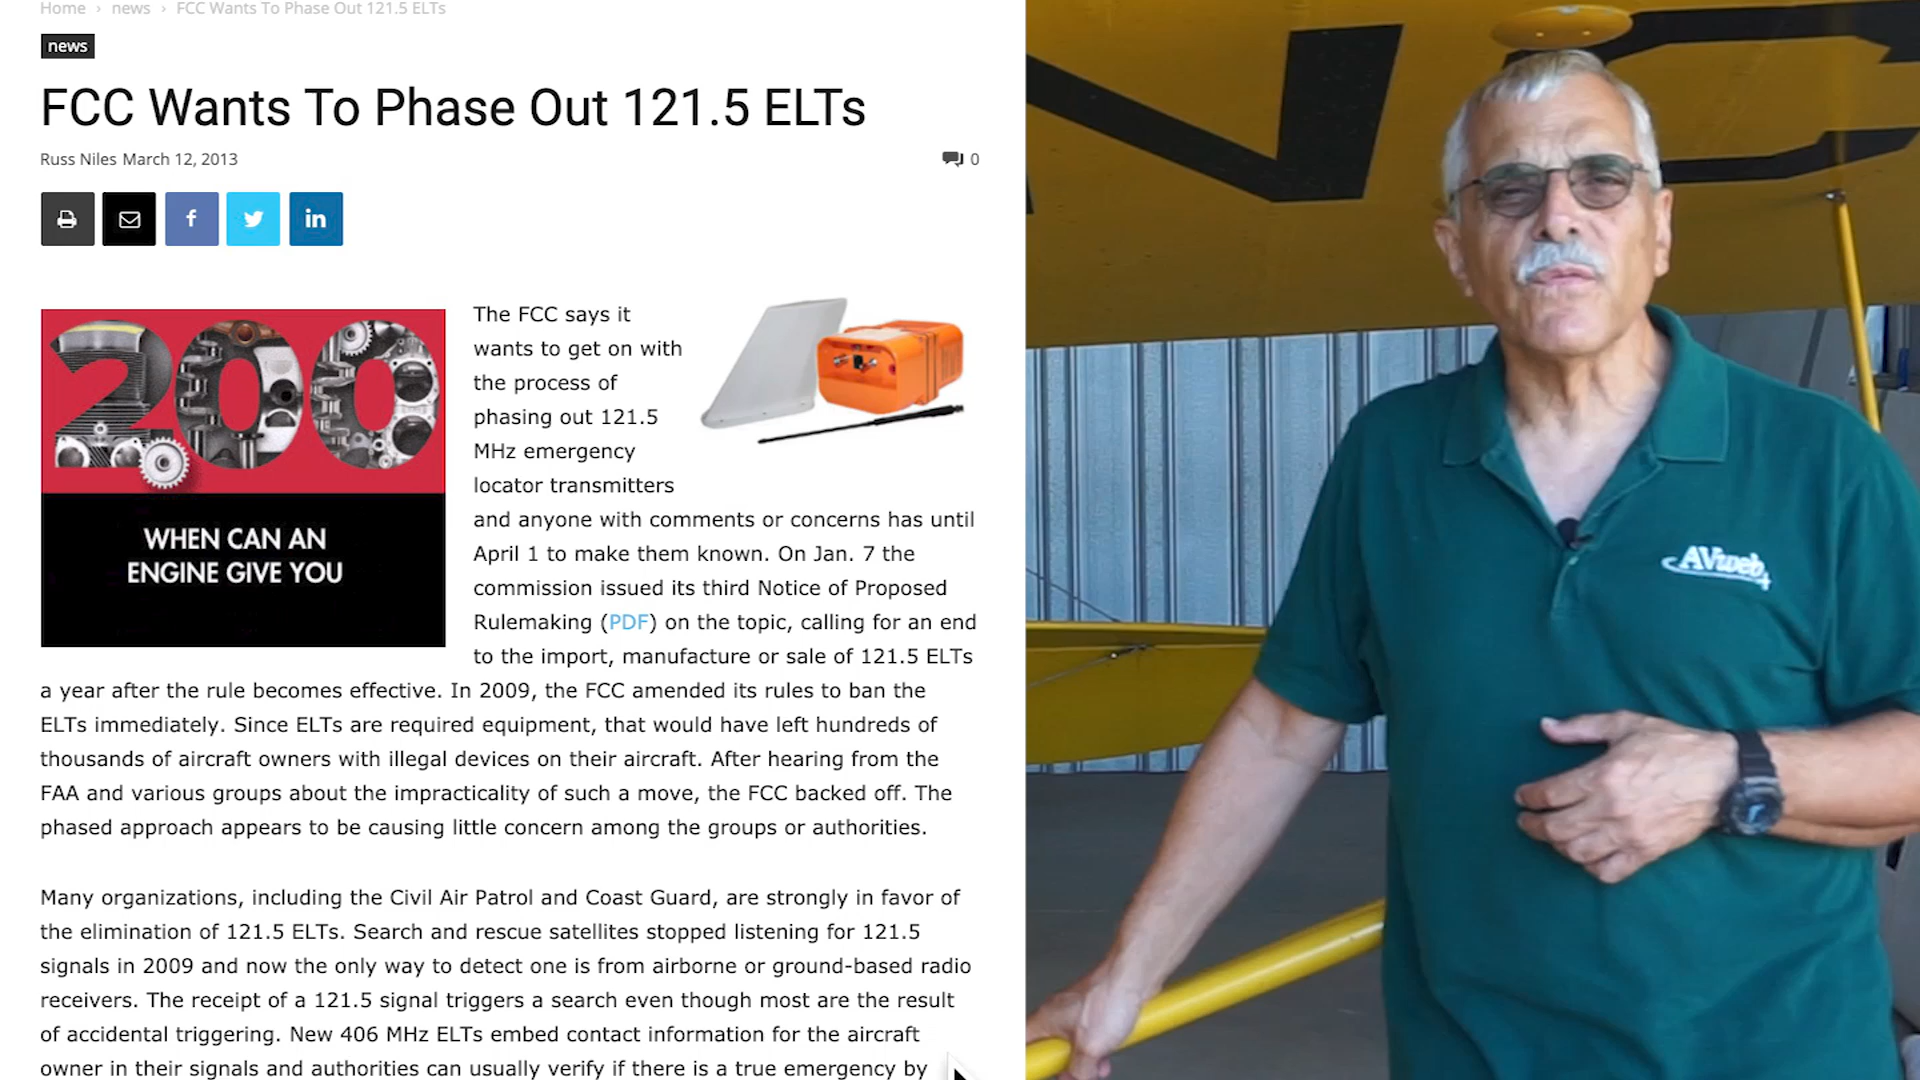 Home › news › FCC Wants To Phase Out 121.5 ELTs
news
FCC Wants To Phase Out 121.5 ELTs
Russ Niles March 12, 2013
0
f
in
200
WHEN CAN AN
ENGINE GIVE YOU
The FCC says it
wants to get on with
the process of
phasing out 121.5
MHz emergency
locator transmitters
and anyone with comments or concerns has until
April 1 to make them known. On Jan. 7 the
commission issued its third Notice of Proposed
Rulemaking (PDF) on the topic, calling for an end
to the import, manufacture or sale of 121.5 ELTs
a year after the rule becomes effective. In 2009, the FCC amended its rules to ban the
ELTs immediately. Since ELTs are required equipment, that would have left hundreds of
thousands of aircraft owners with illegal devices on their aircraft. After hearing from the
FAA and various groups about the impracticality of such a move, the FCC backed off. The
phased approach appears to be causing little concern among the groups or authorities.
Many organizations, including the Civil Air Patrol and Coast Guard, are strongly in favor of
the elimination of 121.5 ELTs. Search and rescue satellites stopped listening for 121.5
signals in 2009 and now the only way to detect one is from airborne or ground-based radio
receivers. The receipt of a 121.5 signal triggers a search even though most are the result
of accidental triggering. New 406 MHz ELTs embed contact information for the aircraft
owner in their signals and authorities can usually verify if there is a true emergency by
NC
AVweb